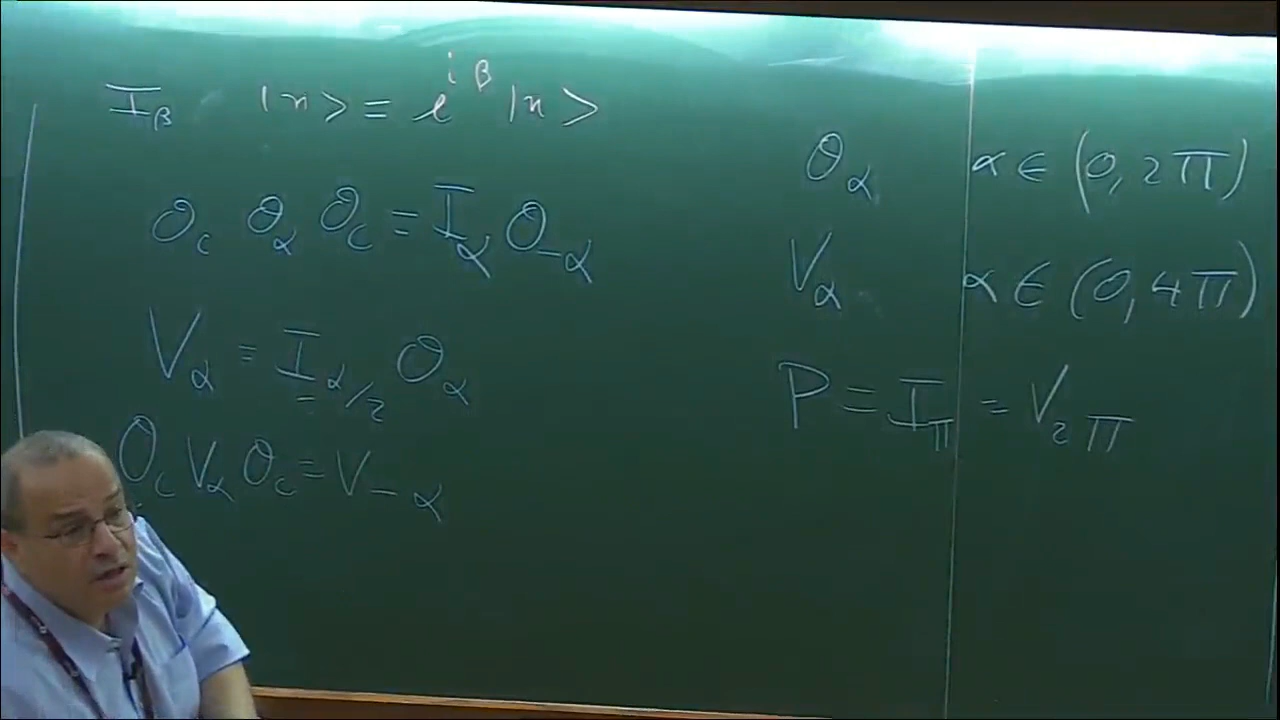 I_β |n> = e^{iβ} |n>
O_c O_α O_c = I_α O_{-α}
V_α = I_{α/2} O_α
O_c V_α O_c = V_{-α}
O_α α ∈ (0, 2π)
V_α α ∈ (0, 4π)
P = I_π = V_{2π}